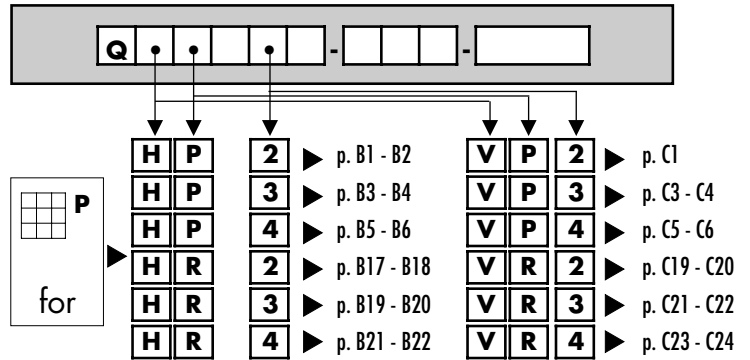 Q - -
H P 2 p. B1 - B2 V P 2 p. C1
P H P 3 p. B3 - B4 V P 3 p. C3 - C4
H P 4 p. B5 - B6 V P 4 p. C5 - C6
H R 2 p. B17 - B18 V R 2 p. C19 - C20
for H R 3 p. B19 - B20 V R 3 p. C21 - C22
H R 4 p. B21 - B22 V R 4 p. C23 - C24